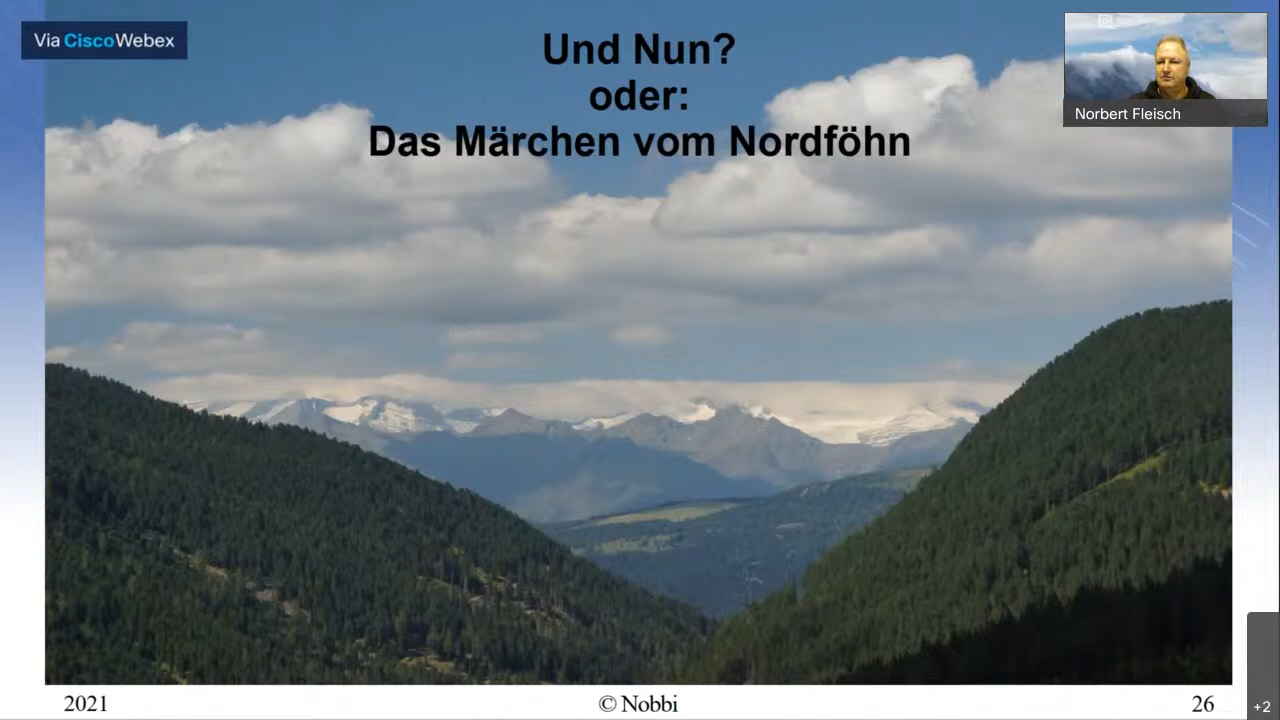 Via CiscoWebex
Und Nun?
oder:
Das Märchen vom Nordföhn
Norbert Fleisch
2021
© Nobbi
26
+2